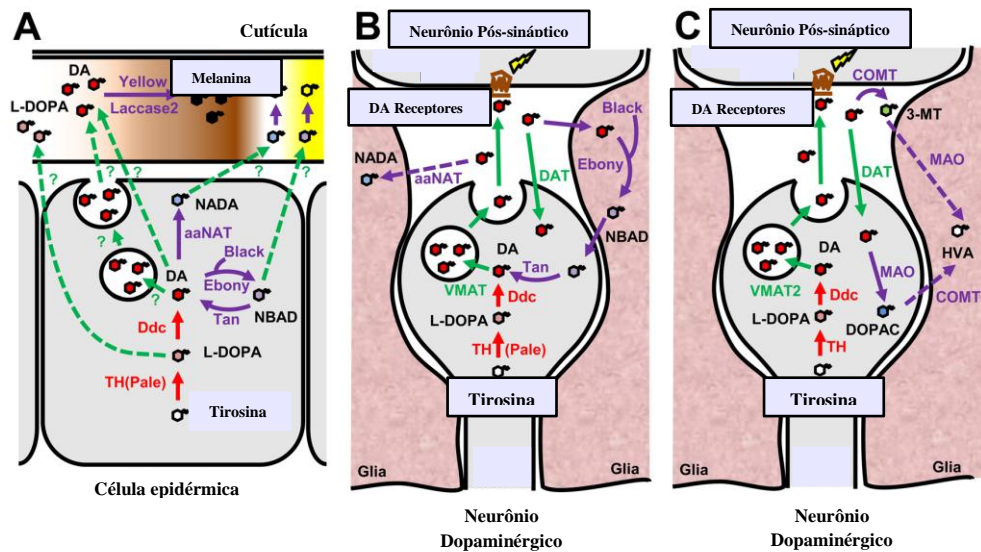 A
Cutícula
DA
Yellow
Melanina
L-DOPA
Laccase2
?
?
?
?
?
NADA
?
aaNAT
Black
DA
Ebony
?
Ddc
Tan
NBAD
L-DOPA
TH(Pale)
Tirosina
Célula epidérmica
B
Neurônio Pós-sináptico
DA Receptores
Black
NADA
aaNAT
Ebony
DAT
NBAD
DA
Tan
VMAT
Ddc
L-DOPA
TH (Pale)
Tirosina
Glia
Glia
Neurônio
Dopaminérgico
C
Neurônio Pós-sináptico
COMT
DA Receptores
3-MT
MAO
DAT
HVA
DA
MAO
VMAT2
Ddc
COMT
L-DOPA
DOPAC
TH
Tirosina
Glia
Glia
Neurônio
Dopaminérgico